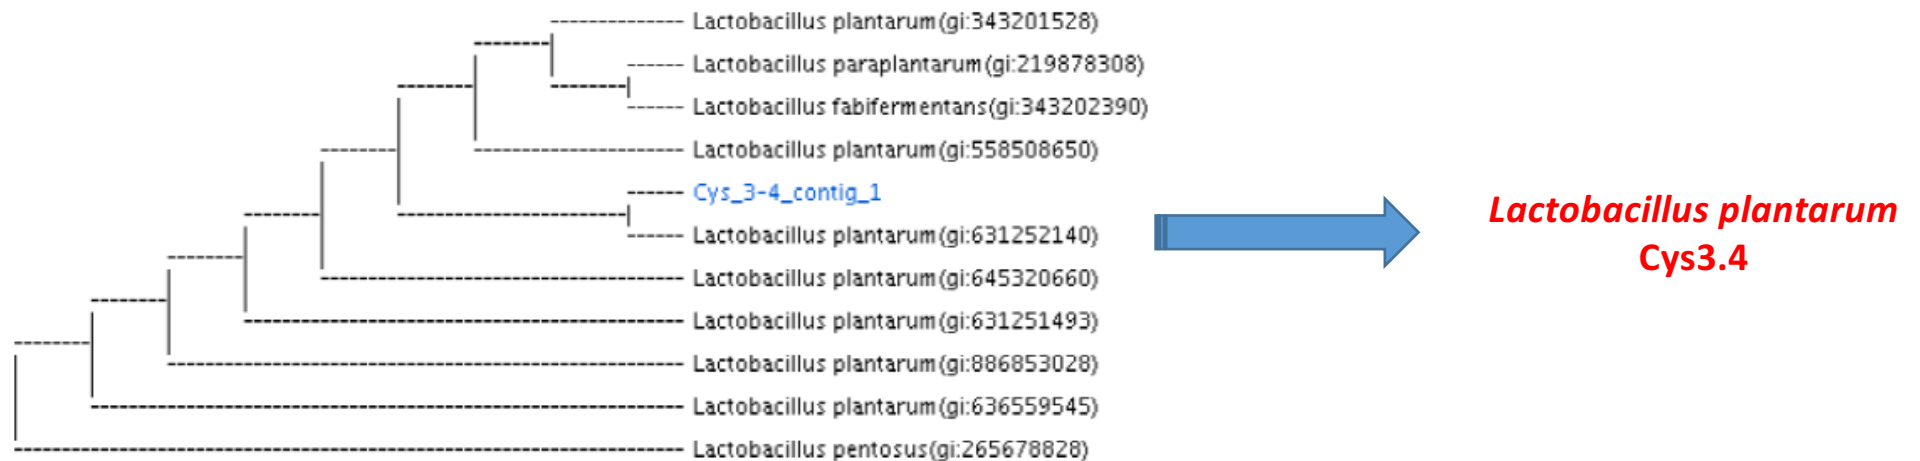 Lactobacillus plantarum(gi:343201528)
Lactobacillus paraplantarum(gi:219878308)
Lactobacillus fabifermentans(gi:343202390)
Lactobacillus plantarum(gi:558508650)
Cys_3-4_contig_1
Lactobacillus plantarum(gi:631252140)
Lactobacillus plantarum(gi:645320660)
Lactobacillus plantarum(gi:631251493)
Lactobacillus plantarum(gi:886853028)
Lactobacillus plantarum(gi:636559545)
Lactobacillus pentosus(gi:265678828)
Lactobacillus plantarum
Cys3.4